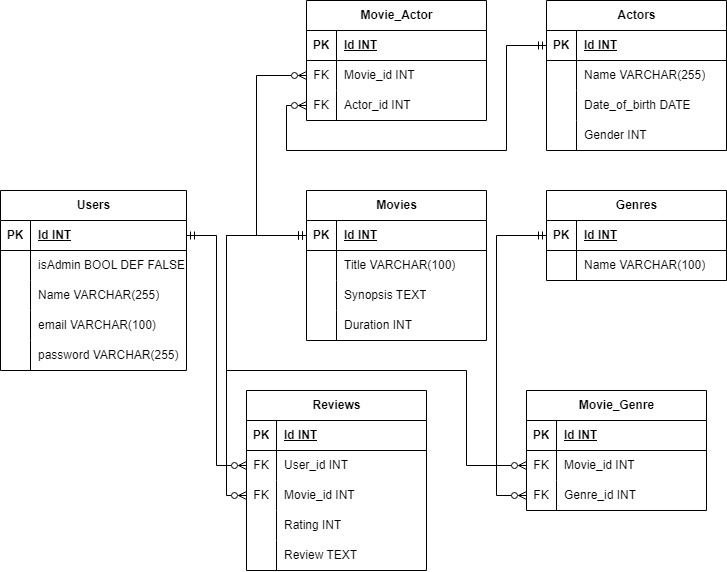 Movie_Actor
PK Id INT
FK Movie_id INT
FK Actor_id INT
Actors
PK Id INT
Name VARCHAR(255)
Date_of_birth DATE
Gender INT
Users
PK Id INT
isAdmin BOOL DEF FALSE
Name VARCHAR(255)
email VARCHAR(100)
password VARCHAR(255)
Movies
PK Id INT
Title VARCHAR(100)
Synopsis TEXT
Duration INT
Genres
PK Id INT
Name VARCHAR(100)
Reviews
PK Id INT
FK User_id INT
FK Movie_id INT
Rating INT
Review TEXT
Movie_Genre
PK Id INT
FK Movie_id INT
FK Genre_id INT